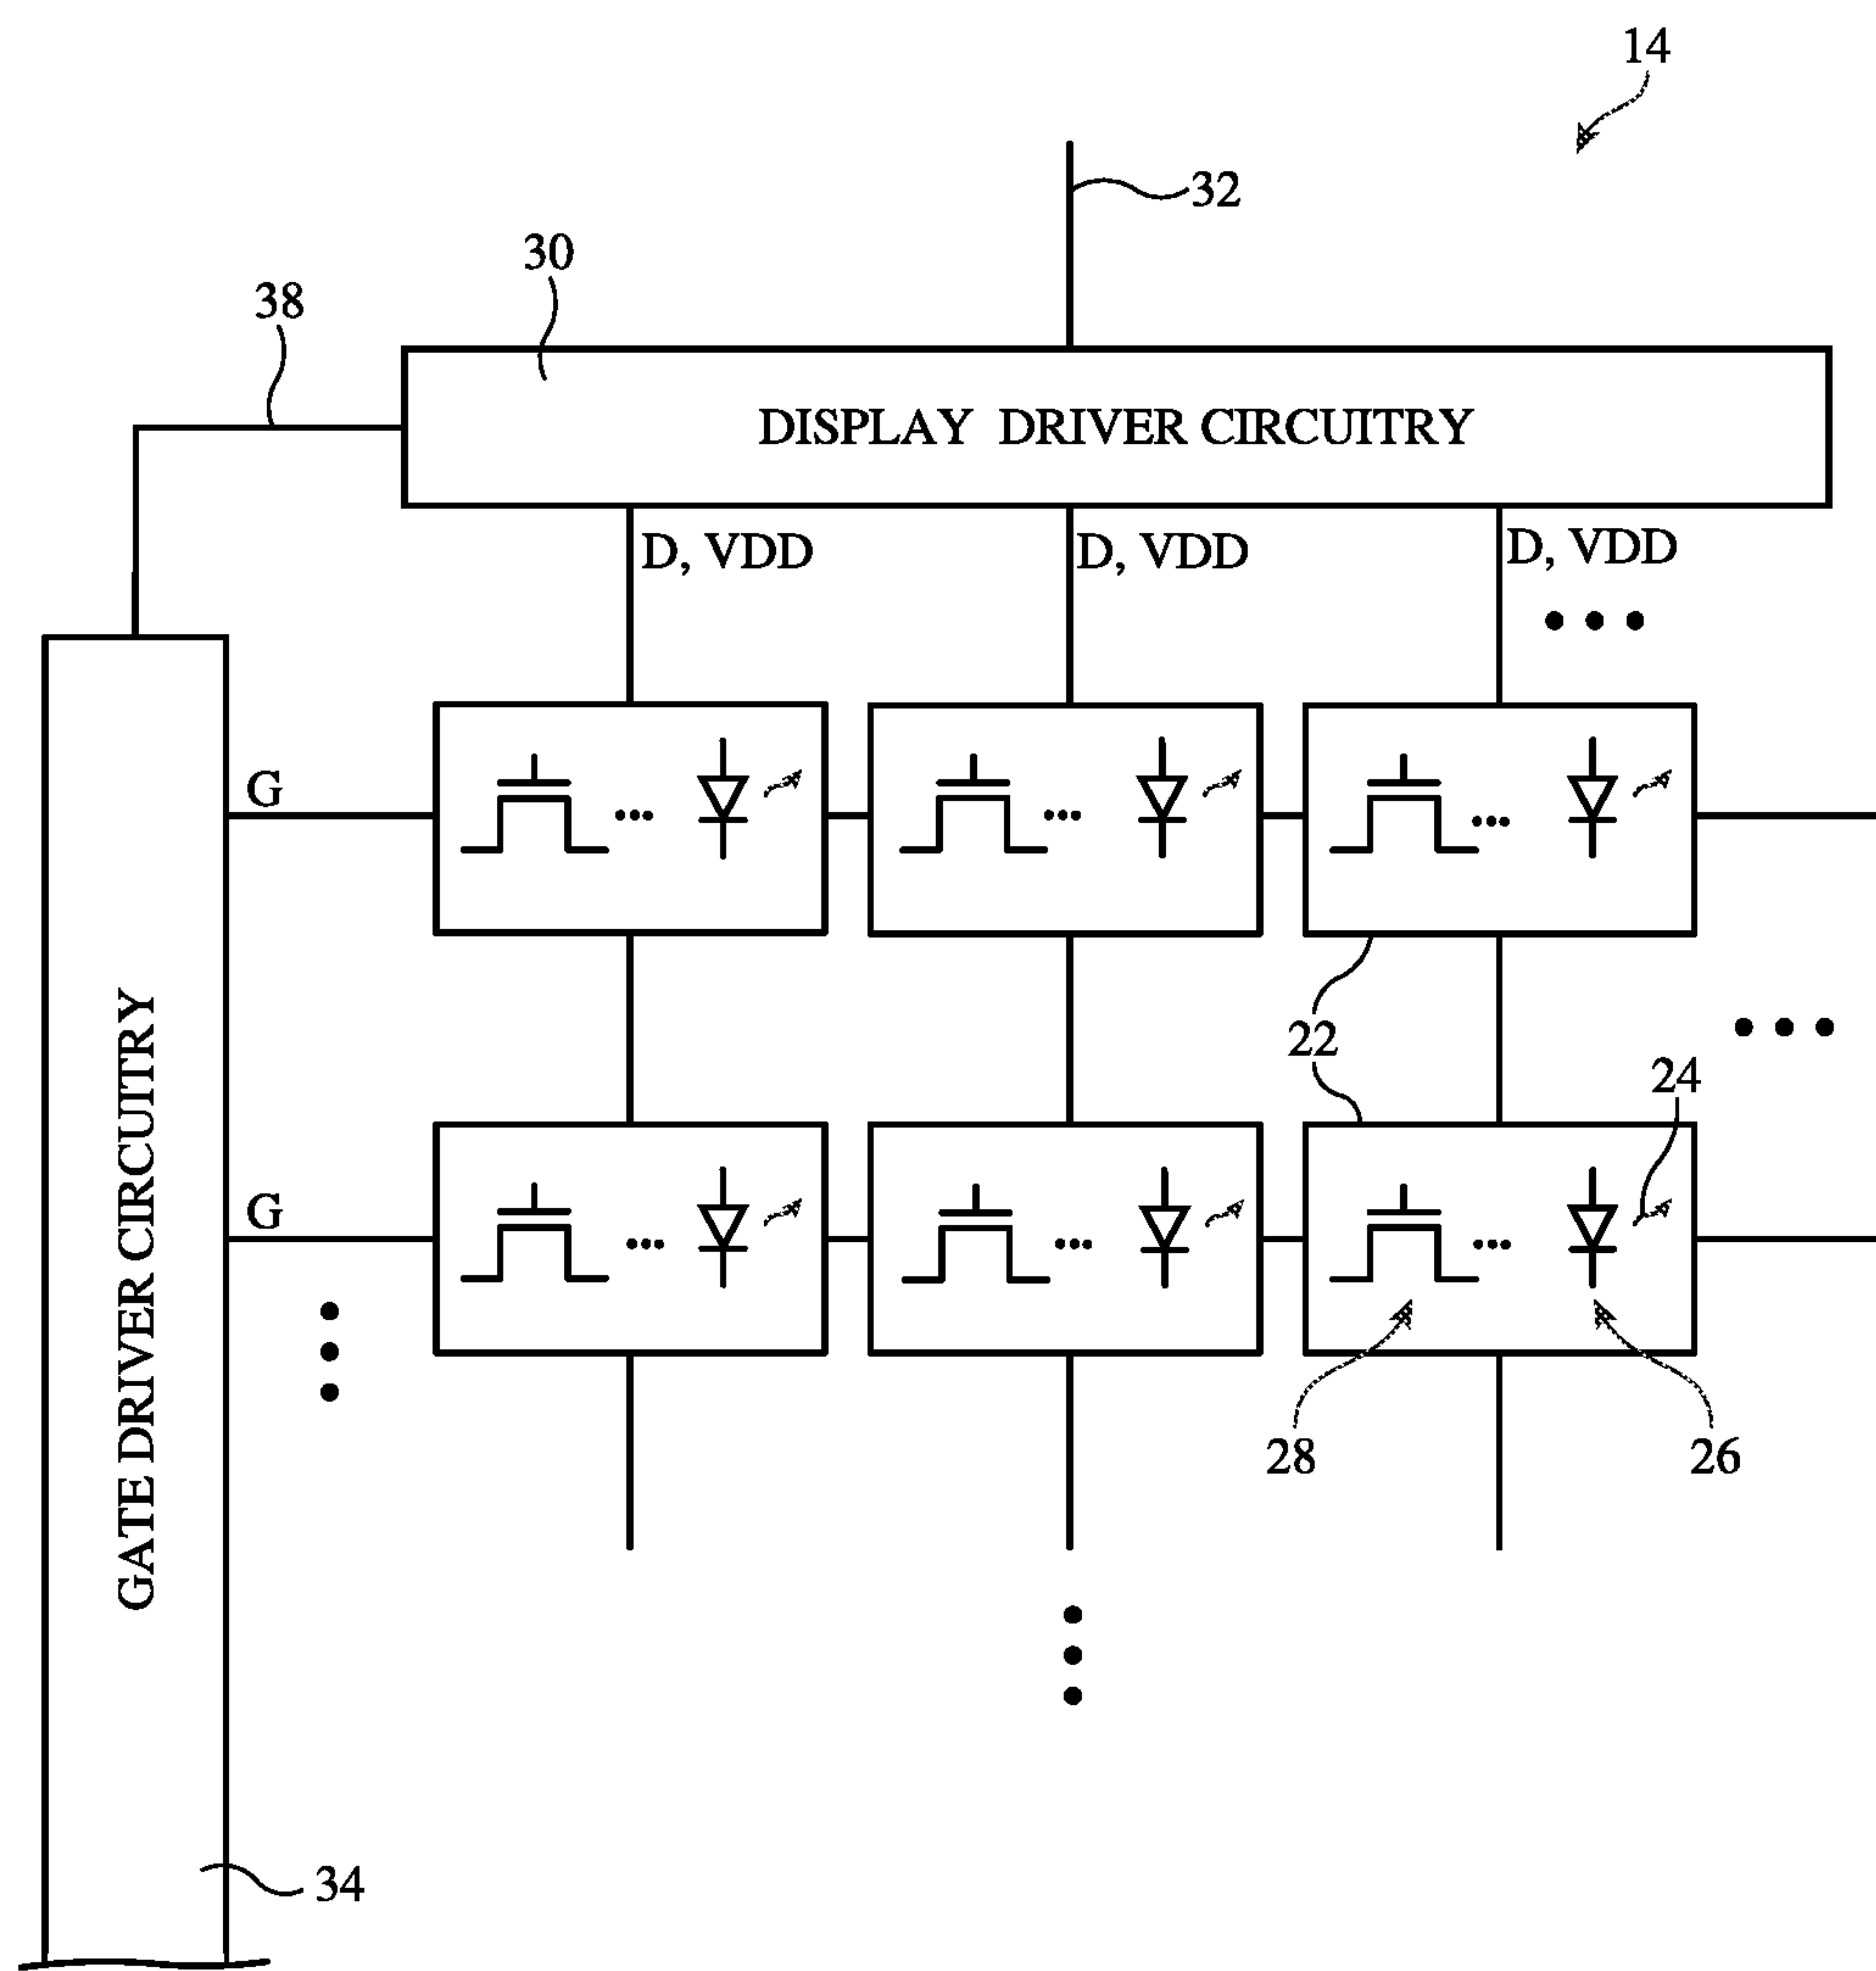 14
32
30
38
DISPLAY DRIVER CIRCUITRY
D, VDD
D, VDD
D, VDD
G
22
24
G
GATE DRIVER CIRCUITRY
28
26
34